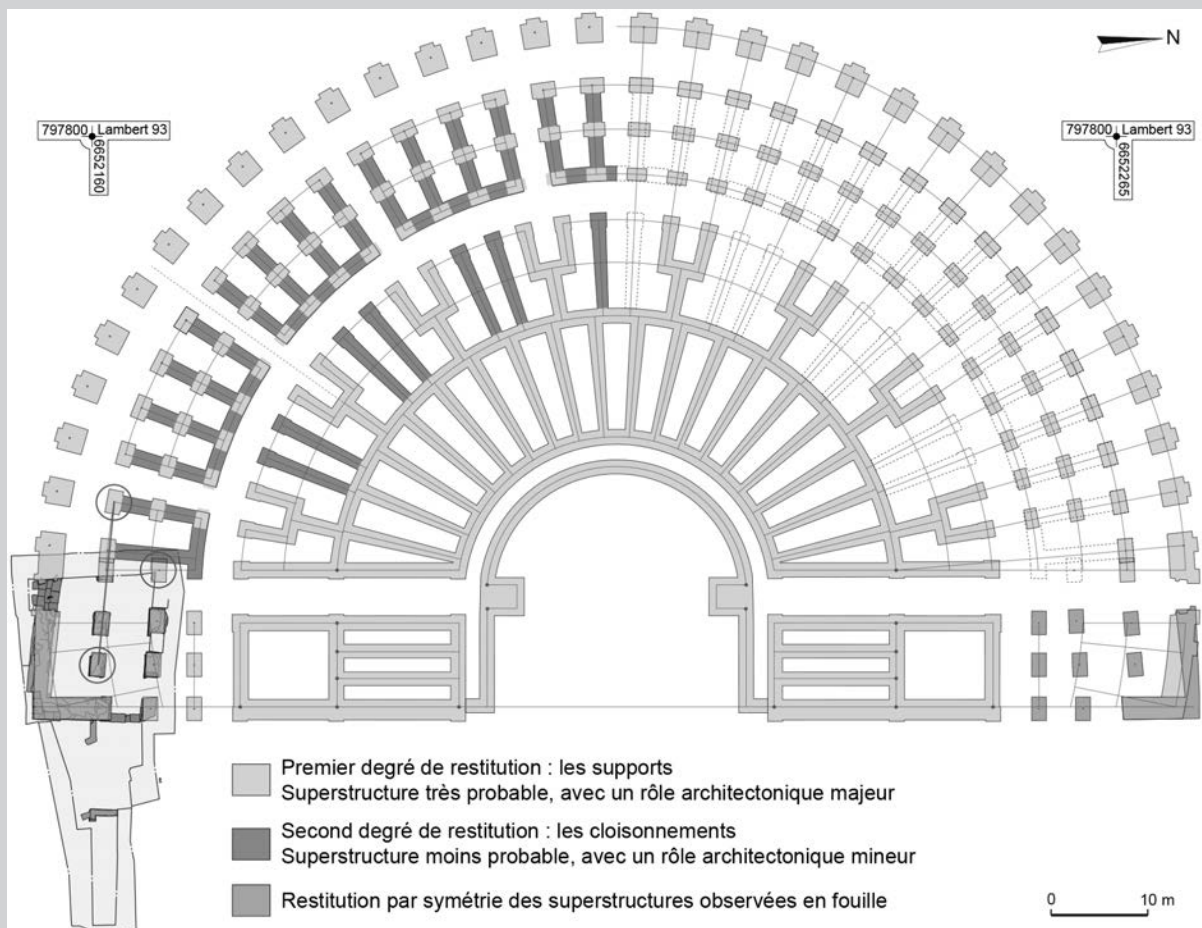 N
797800 Lambert 93
6652160
797800 Lambert 93
6652265
Premier degré de restitution : les supports
Superstructure très probable, avec un rôle architectonique majeur
Second degré de restitution : les cloisonnements
Superstructure moins probable, avec un rôle architectonique mineur
Restitution par symétrie des superstructures observées en fouille
0 10 m